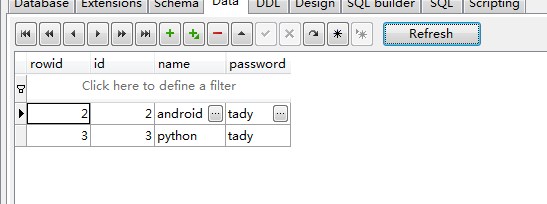 Database Extensions Schema Data DDL Design SQL builder SQL Scripting
Refresh
rowid id name password
Click here to define a filter
2 2 android ... tady ...
3 3 python tady